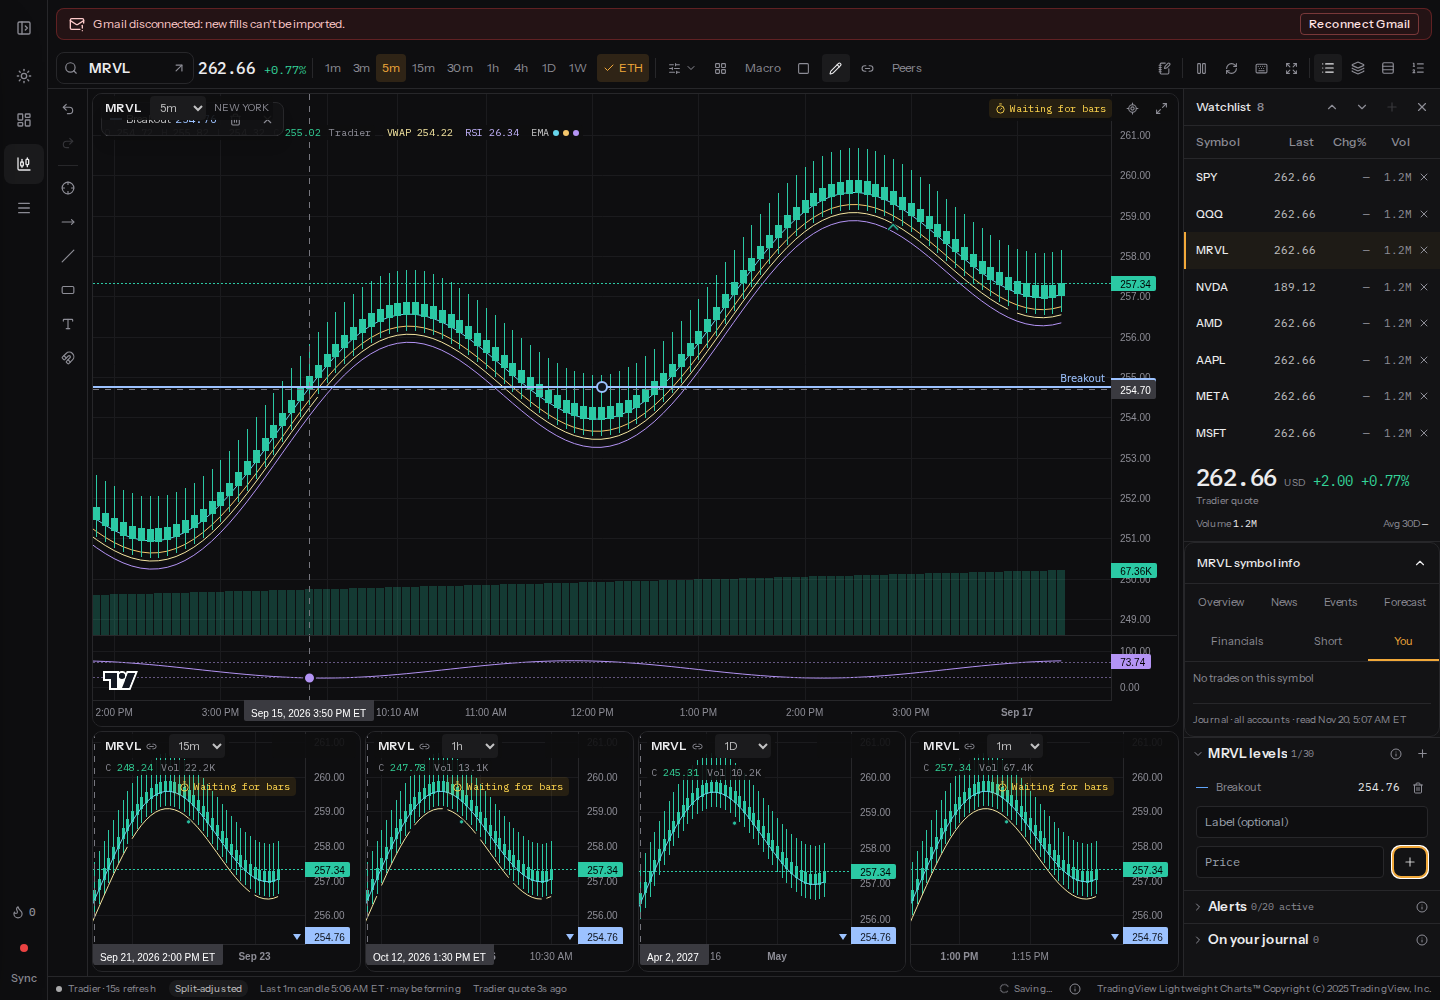 Gmail disconnected: new fills can't be imported.
Reconnect Gmail
MRVL
262.66 +0.77%
1m 3m 5m 15m 30m 1h 4h 1D 1W
ETH
Macro
Peers
MRVL 5m NEW YORK
Breakout 254.76
255.02 Tradier VWAP 254.22 RSI 26.34 EMA
Waiting for bars
261.00
260.00
259.00
258.00
257.34
257.00
256.00
Breakout
255.00
254.70
254.00
253.00
252.00
251.00
67.36K
250.00
249.00
100.00
73.74
0.00
2:00 PM 3:00 PM Sep 15, 2026 3:50 PM ET 10:10 AM 11:00 AM 12:00 PM 1:00 PM 2:00 PM 3:00 PM Sep 17
MRVL 15m
261.00
C 248.24 Vol 22.2K
Waiting for bars
260.00
259.00
258.00
257.34
257.00
256.00
254.76
Sep 21, 2026 2:00 PM ET Sep 23
MRVL 1h
261.00
C 247.78 Vol 13.1K
Waiting for bars
260.00
259.00
258.00
257.34
257.00
256.00
254.76
Oct 12, 2026 1:30 PM ET 10:30 AM
MRVL 1D
261.00
C 245.31 Vol 10.2K
260.00
259.00
258.00
257.34
257.00
256.00
254.76
Apr 2, 2027 16 May
MRVL 1m
261.00
C 257.34 Vol 67.4K
Waiting for bars
260.00
259.00
258.00
257.34
257.00
256.00
254.76
1:00 PM 1:15 PM
Watchlist 8
Symbol Last Chg% Vol
SPY 262.66 – 1.2M
QQQ 262.66 – 1.2M
MRVL 262.66 – 1.2M
NVDA 189.12 – 1.2M
AMD 262.66 – 1.2M
AAPL 262.66 – 1.2M
META 262.66 – 1.2M
MSFT 262.66 – 1.2M
262.66 USD +2.00 +0.77%
Tradier quote
Volume 1.2M Avg 30D –
MRVL symbol info
Overview News Events Forecast
Financials Short You
No trades on this symbol
Journal · all accounts · read Nov 20, 5:07 AM ET
MRVL levels 1/30
Breakout 254.76
Label (optional)
Price
Alerts 0/20 active
On your journal 0
0
Sync
Tradier · 15s refresh Split-adjusted Last 1m candle 5:06 AM ET · may be forming Tradier quote 3s ago
Saving… TradingView Lightweight Charts™ Copyright (c) 2025 TradingView, Inc.